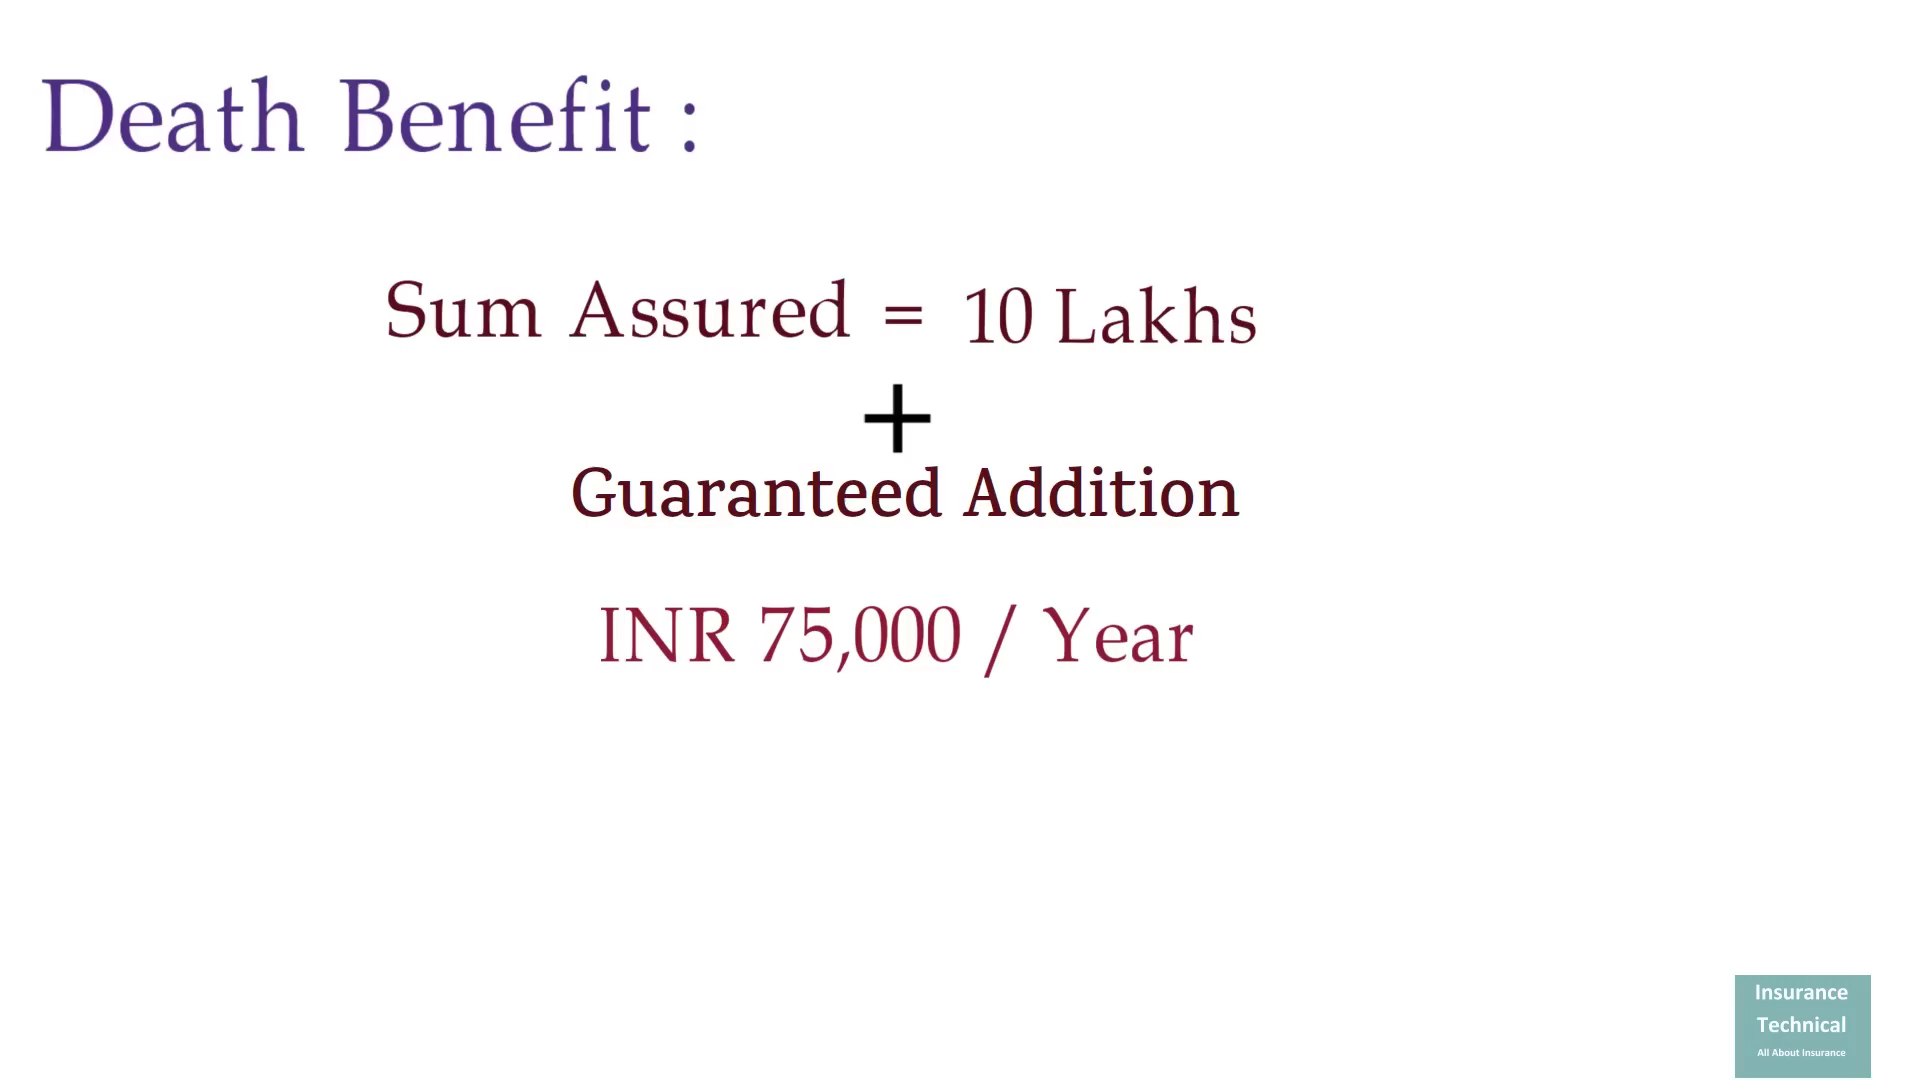 Death Benefit :
Sum Assured = 10 Lakhs
+
Guaranteed Addition
INR 75,000 / Year
Insurance
Technical
All About Insurance